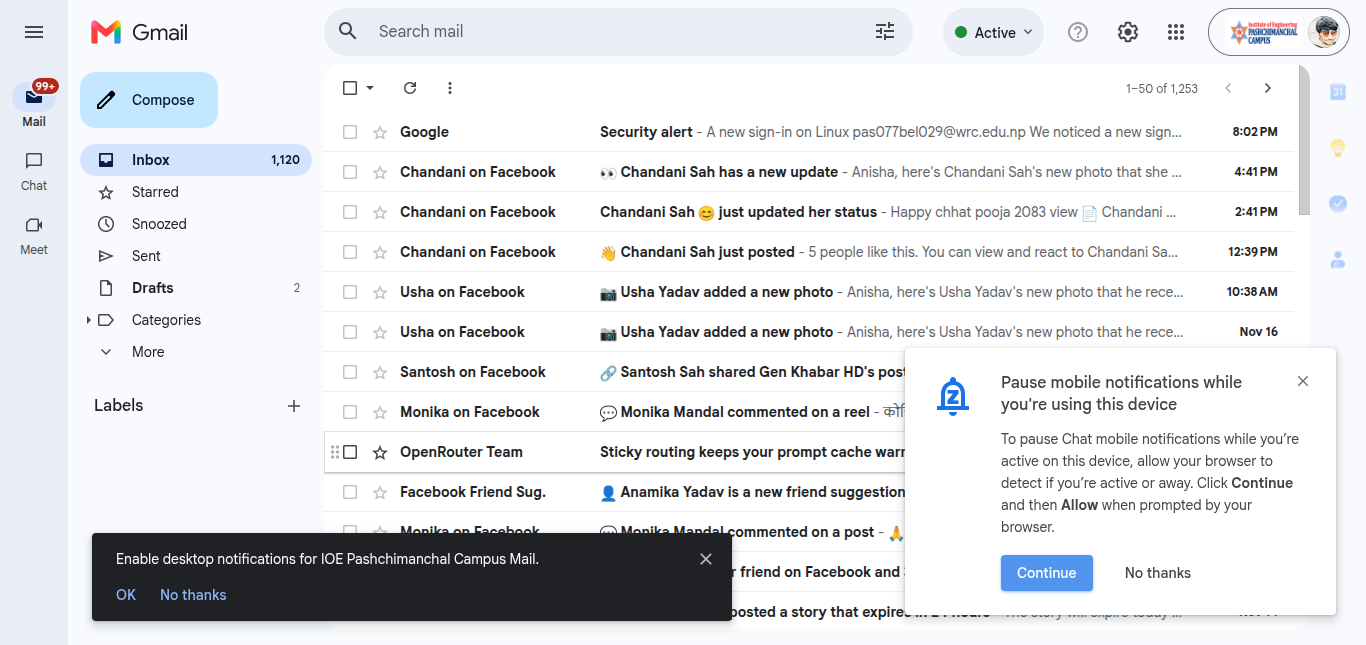 Gmail
Search mail
Active
Institute of Engineering
PASHCHIMANCHAL
CAMPUS
99+
Mail
Chat
Meet
Compose
Inbox 1,120
Starred
Snoozed
Sent
Drafts 2
Categories
More
Labels
1–50 of 1,253
31
Google Security alert - A new sign-in on Linux pas077bel029@wrc.edu.np We noticed a new sign... 8:02 PM
Chandani on Facebook 👀 Chandani Sah has a new update - Anisha, here's Chandani Sah's new photo that she ... 4:41 PM
Chandani on Facebook Chandani Sah 😊 just updated her status - Happy chhat pooja 2083 view 📄 Chandani ... 2:41 PM
Chandani on Facebook 👋 Chandani Sah just posted - 5 people like this. You can view and react to Chandani Sa... 12:39 PM
Usha on Facebook 📷 Usha Yadav added a new photo - Anisha, here's Usha Yadav's new photo that he rece... 10:38 AM
Usha on Facebook 📷 Usha Yadav added a new photo - Anisha, here's Usha Yadav's new photo that he rece... Nov 16
Santosh on Facebook 🔗 Santosh Sah shared Gen Khabar HD's post
Monika on Facebook 💬 Monika Mandal commented on a reel -
OpenRouter Team Sticky routing keeps your prompt cache warm
Facebook Friend Sug. 👤 Anamika Yadav is a new friend suggestion
Monika on Facebook 💬 Monika Mandal commented on a post - 🙏
friend on Facebook and
posted a story that expires in 24 hours - The story will expire today ...
Pause mobile notifications while
you're using this device
To pause Chat mobile notifications while you're
active on this device, allow your browser to
detect if you're active or away. Click Continue
and then Allow when prompted by your
browser.
Continue No thanks
Enable desktop notifications for IOE Pashchimanchal Campus Mail.
OK No thanks